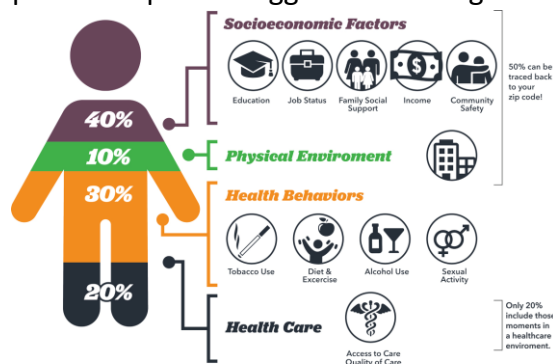 Socioeconomic Factors
Education
Job Status
Family Social
Support
Income
Community
Safety
50% can be
traced back
to your
zip code!
40%
10%
Physical Enviroment
30%
Health Behaviors
Tobacco Use
Diet &
Excercise
Alcohol Use
Sexual
Activity
20%
Health Care
Access to Care
Quality of Care
Only 20%
include those
moments in
a healthcare
enviroment.